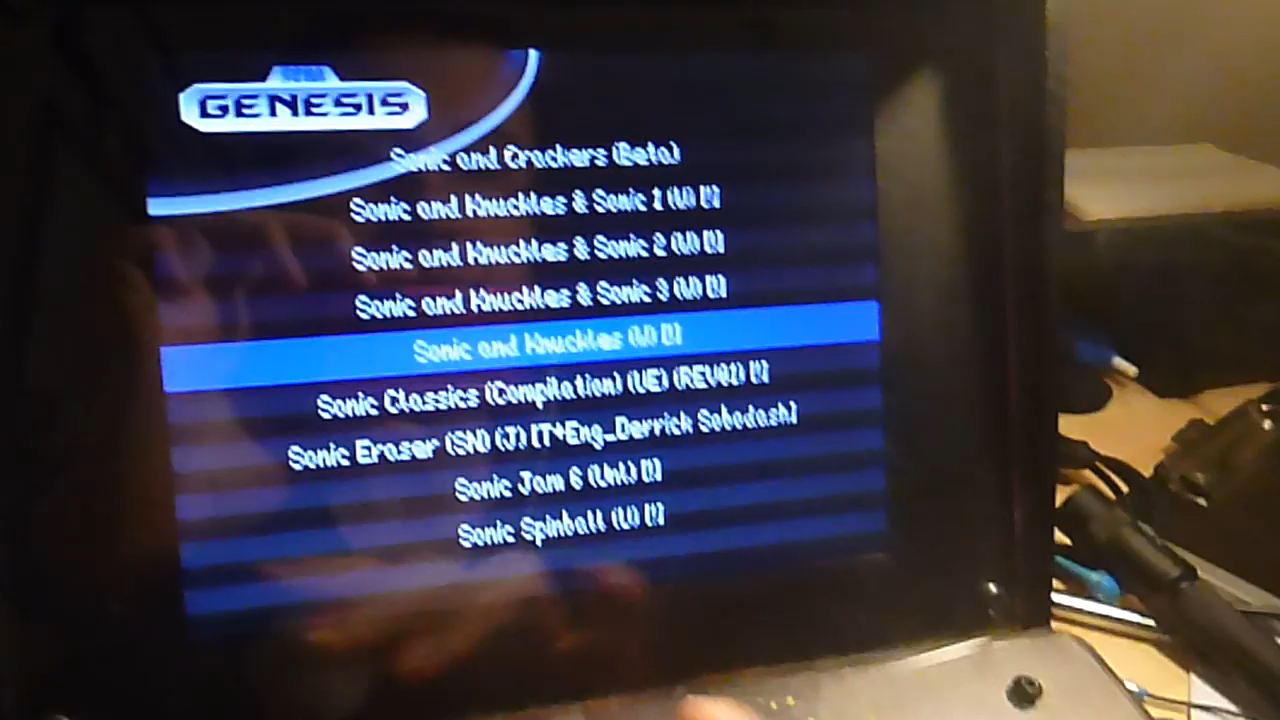 SEGA
GENESIS
Sonic and Crackers (Beta)
Sonic and Knuckles & Sonic 1 (U) [!]
Sonic and Knuckles & Sonic 2 (U) [!]
Sonic and Knuckles & Sonic 3 (U) [!]
Sonic and Knuckles (U) [!]
Sonic Classics (Compilation) (UE) (REV01) [!]
Sonic Eraser (SN) (J) [T+Eng_Derrick Sobodash]
Sonic Jam 6 (Unl) [!]
Sonic Spinball (U) [!]